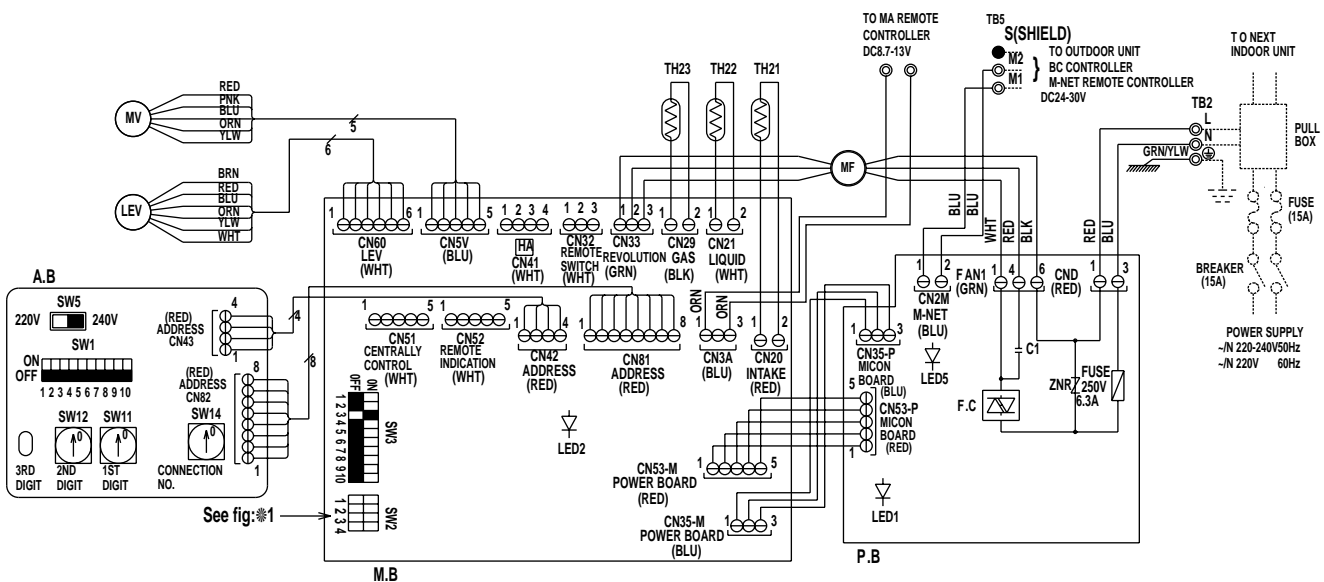 TO MA REMOTE
CONTROLLER
DC8.7-13V
TB5
S(SHIELD)
M2
M1
TO OUTDOOR UNIT
BC CONTROLLER
M-NET REMOTE CONTROLLER
DC24-30V
TO NEXT
INDOOR UNIT
TB2
L
N
GRN/YLW
PULL
BOX
FUSE
(15A)
BREAKER
(15A)
POWER SUPPLY
~/N 220-240V50Hz
~/N 220V 60Hz
MV
RED
PNK
BLU
ORN
YLW
5
6
LEV
BRN
RED
BLU
ORN
YLW
WHT
TH23
TH22
TH21
MF
1 6
CN60
LEV
(WHT)
1 5
CN5V
(BLU)
1 2 3 4
HA
CN41
(WHT)
1 2 3
CN32
REMOTE
SWITCH
(WHT)
1 2 3
CN33
REVOLUTION
(GRN)
1 2
CN29
GAS
(BLK)
1 2
CN21
LIQUID
(WHT)
BLU
BLU
WHT
RED
BLK
RED
BLU
1 2
CN2M
M-NET
(BLU)
FAN1
(GRN)
1 4 6
CND
(RED)
1 3
A.B
SW5
220V 240V
SW1
ON
OFF
1 2 3 4 5 6 7 8 9 10
SW12
SW11
SW14
0
0
0
3RD
DIGIT
2ND
DIGIT
1ST
DIGIT
CONNECTION
NO.
(RED)
ADDRESS
CN43
4
1
4
(RED)
ADDRESS
CN82
8
1
8
1 5
CN51
CENTRALLY
CONTROL
(WHT)
1 5
CN52
REMOTE
INDICATION
(WHT)
1 4
CN42
ADDRESS
(RED)
1 8
CN81
ADDRESS
(RED)
ORN
ORN
1 3
CN3A
(BLU)
1 2
CN20
INTAKE
(RED)
OFF
ON
1 2 3 4 5 6 7 8 9 10
SW3
1 2 3 4
SW2
See fig:※1
LED2
CN53-M
POWER BOARD
(RED)
1 5
CN35-M
POWER BOARD
(BLU)
1 3
M.B
1 3
CN35-P
MICON
BOARD
(BLU)
5
1
CN53-P
MICON
BOARD
(RED)
LED5
LED1
F.C
C1
ZNR
FUSE
250V
6.3A
P.B